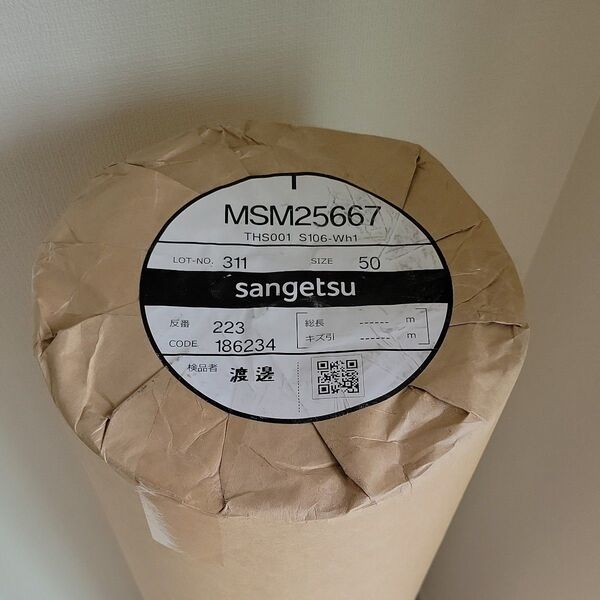 MSM25667
THS001 S106-Wh1
LOT-NO. 311 SIZE 50
sangetsu
反番 223 総長 ------ m
CODE. 186234 キズ引 ------ m
検品者 渡邊